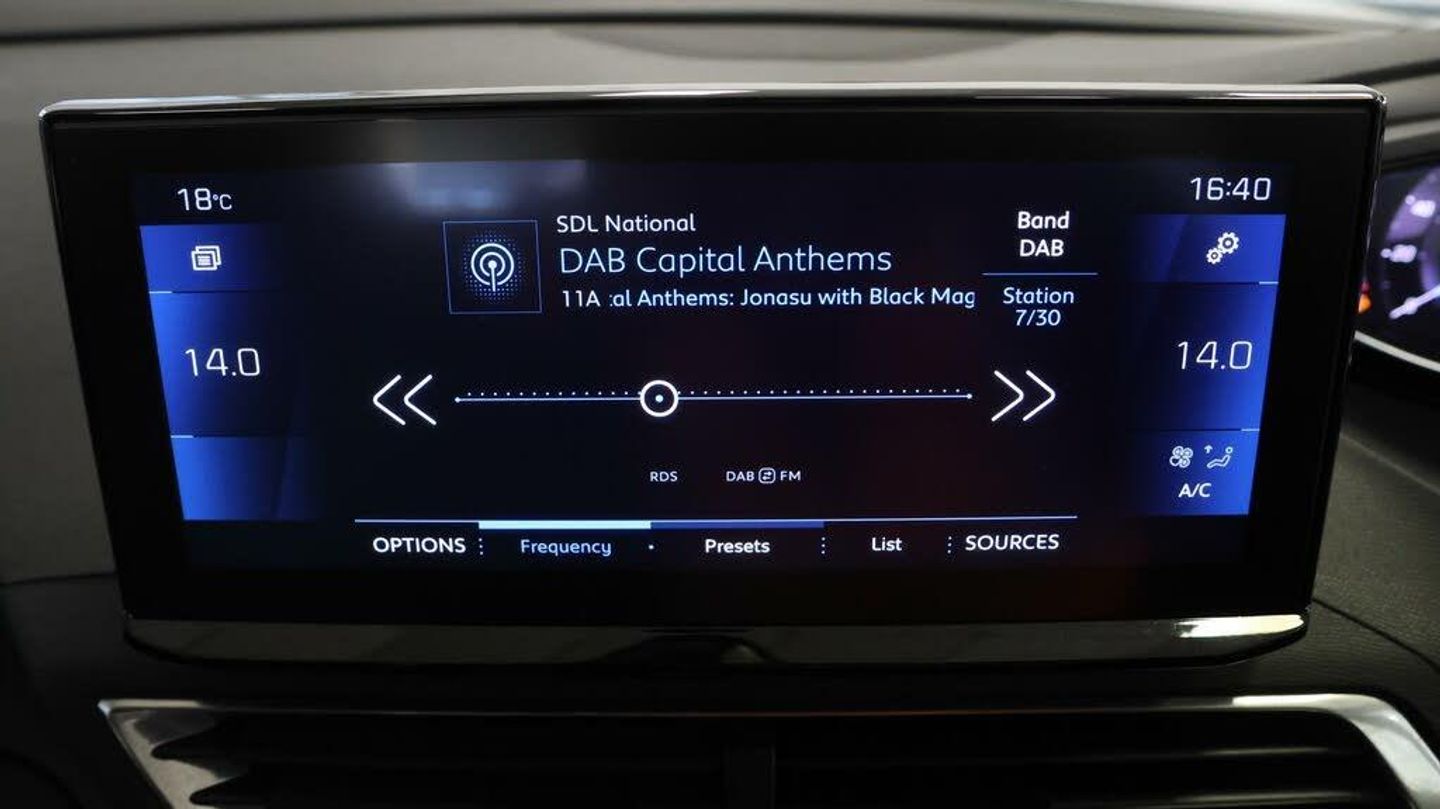 18°C
16:40
SDL National
DAB Capital Anthems
11A :al Anthems: Jonasu with Black Mag
Band
DAB
Station
7/30
14.0
14.0
RDS
DAB FM
A/C
OPTIONS
Frequency
Presets
List
SOURCES